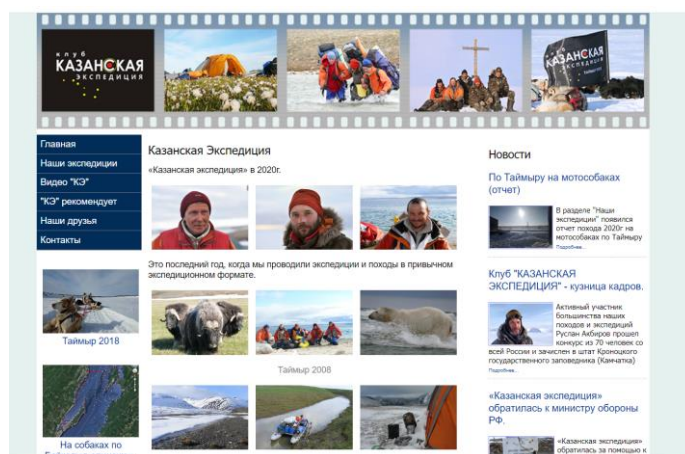 клуб
КАЗАНСКАЯ
ЭКСПЕДИЦИЯ
клуб
КАЗАНСКАЯ
ЭКСПЕДИЦИЯ
Главная
Наши экспедиции
Видео "КЭ"
"КЭ" рекомендует
Наши друзья
Контакты
Таймыр 2018
На собаках по
Казанская Экспедиция
«Казанская экспедиция» в 2020г.
Это последний год, когда мы проводили экспедиции и походы в привычном
экспедиционном формате.
Таймыр 2008
Новости
По Таймыру на мотособаках
(отчет)
В разделе "Наши
экспедиции" появился
отчет похода 2020г на
мотособаках по Таймыру
Подробнее...
Клуб "КАЗАНСКАЯ
ЭКСПЕДИЦИЯ" - кузница кадров.
Активный участник
большинства наших
походов и экспедиций
Руслан Акбиров прошел
конкурс из 70 человек со
всей России и зачислен в штат Кроноцкого
государственного заповедника (Камчатка)
Подробнее...
«Казанская экспедиция»
обратилась к министру обороны
РФ.
«Казанская экспедиция»
обратилась за помощью к